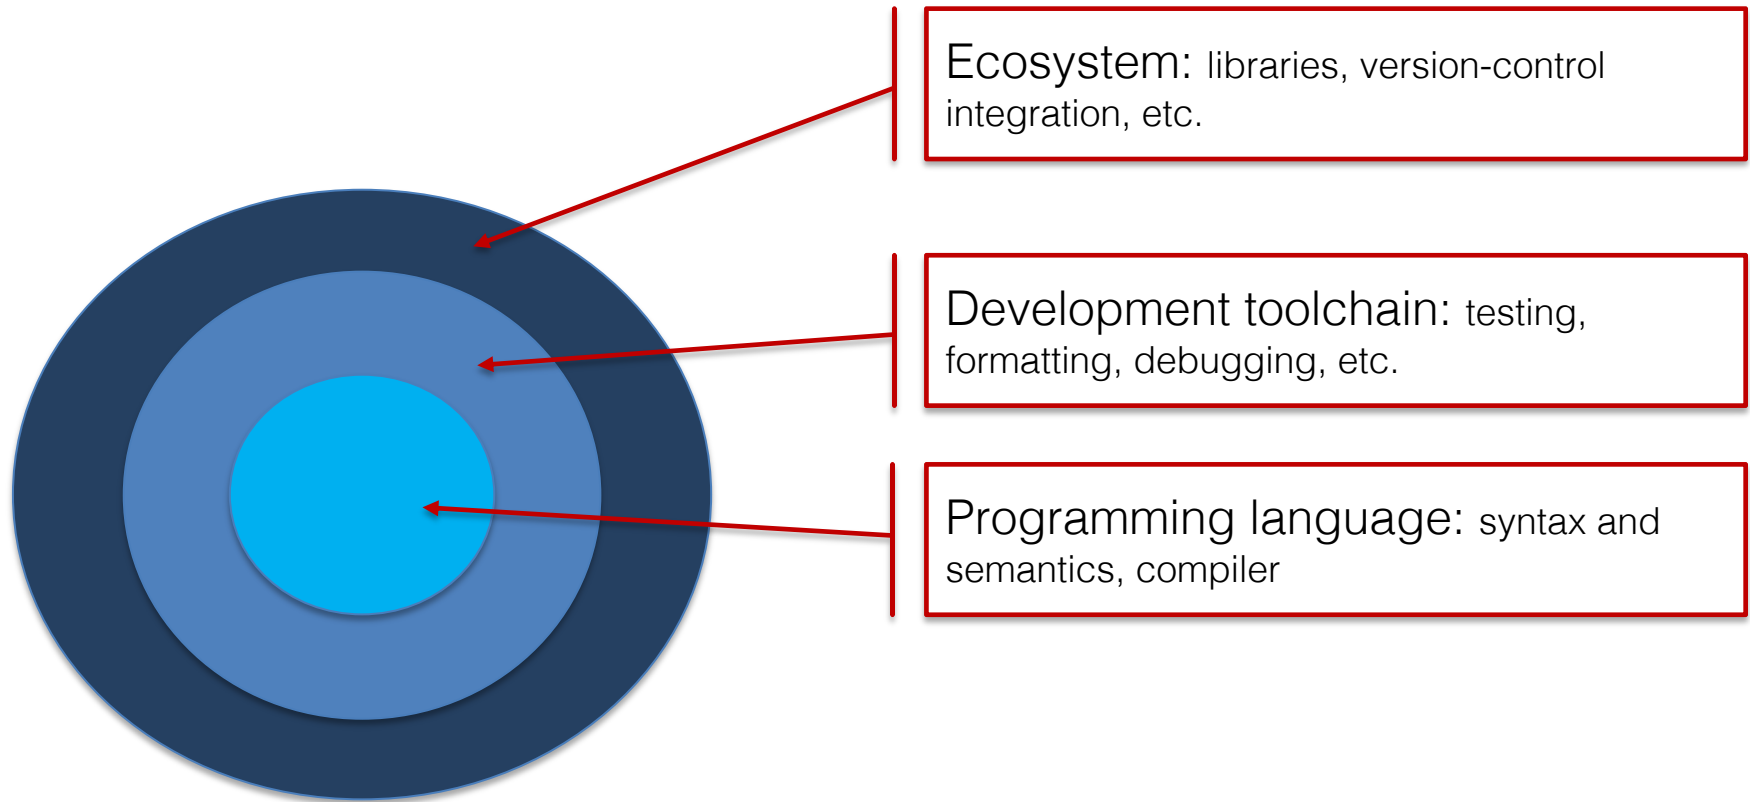 Ecosystem: libraries, version-control
integration, etc.
Development toolchain: testing,
formatting, debugging, etc.
Programming language: syntax and
semantics, compiler